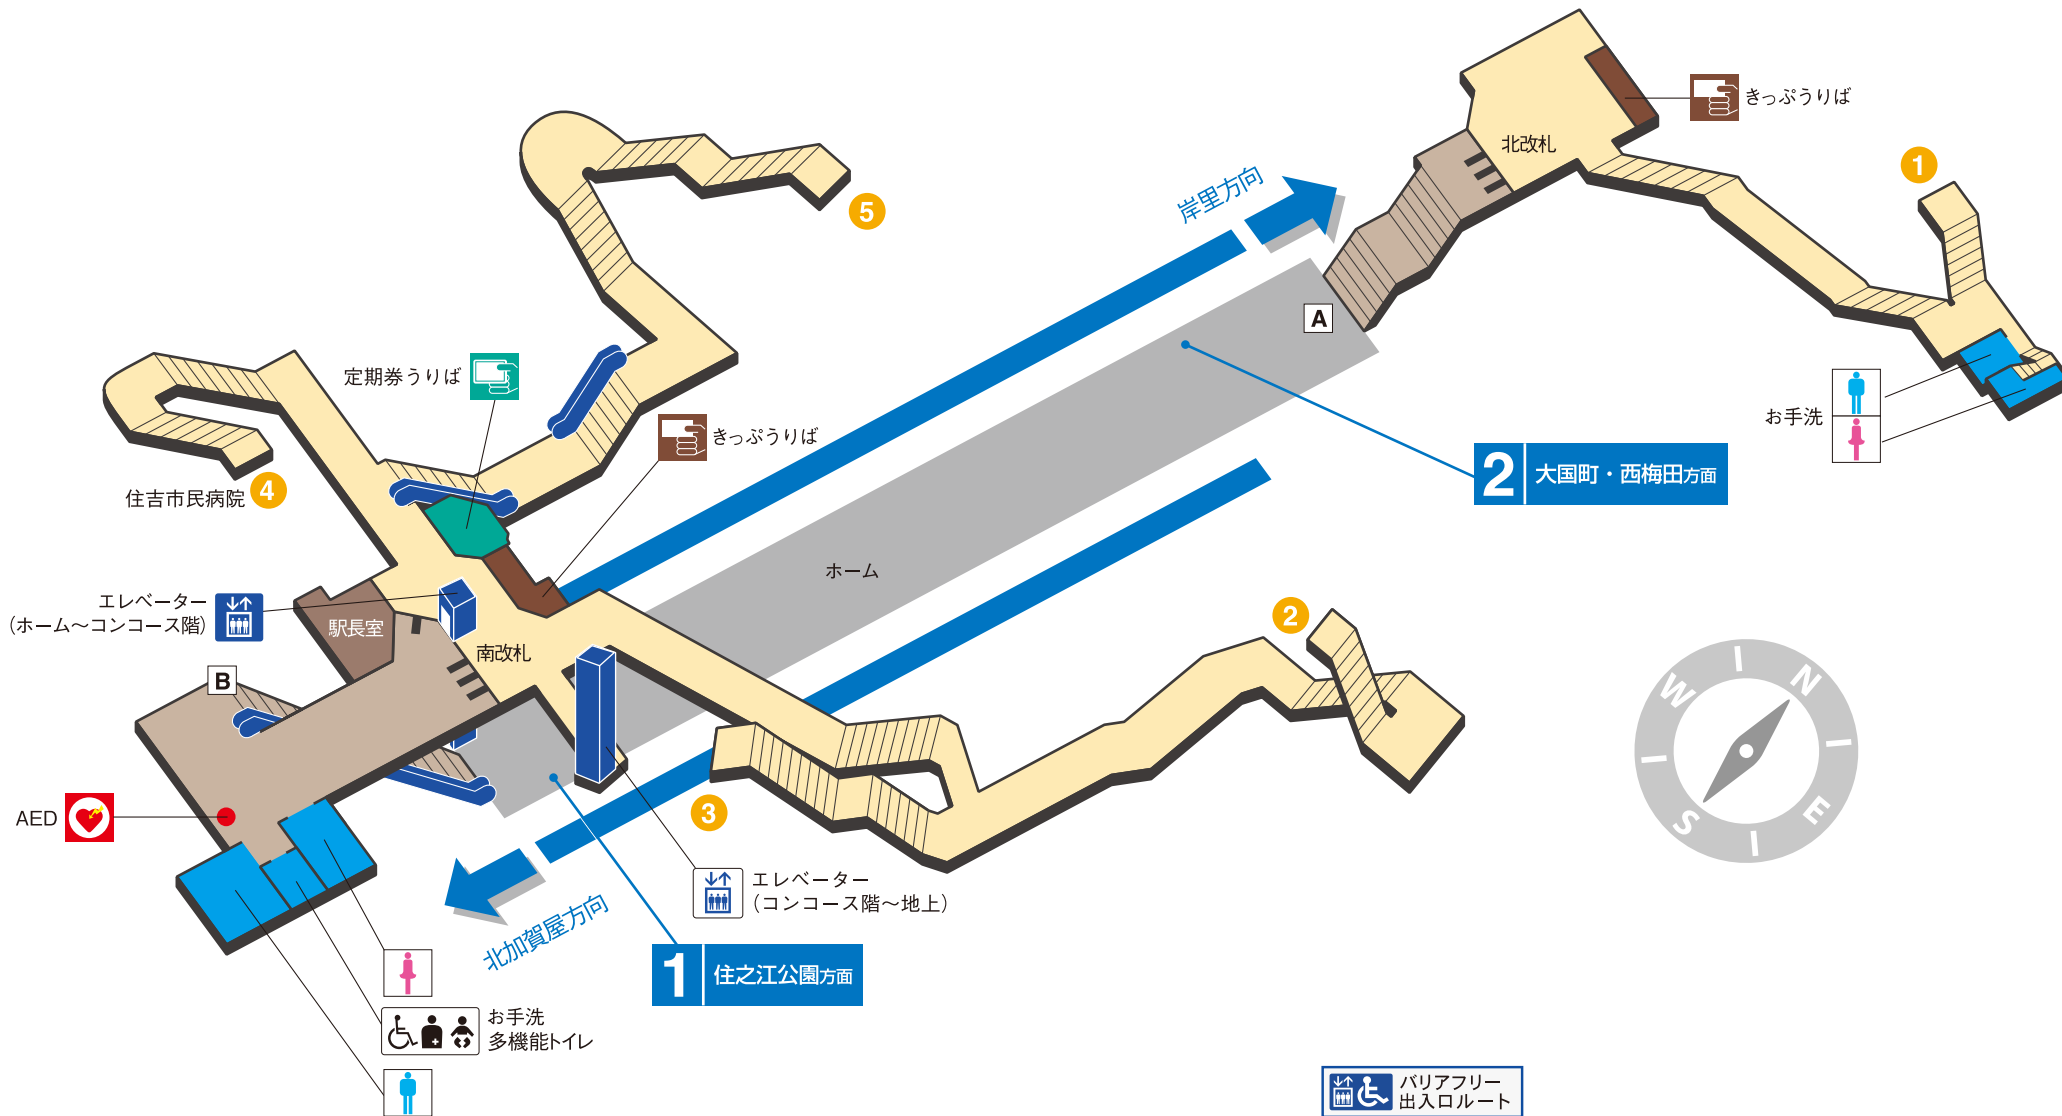 きっぷうりば
北改札
1
岸里方向
5
A
定期券うりば
きっぷうりば
お手洗
2 大国町・西梅田方面
住吉市民病院
4
ホーム
エレベーター
(ホーム～コンコース階)
駅長室
南改札
2
B
W
N
S
E
3
AED
エレベーター
(コンコース階～地上)
北加賀屋方向
1 住之江公園方面
お手洗
多機能トイレ
バリアフリー
出入口ルート